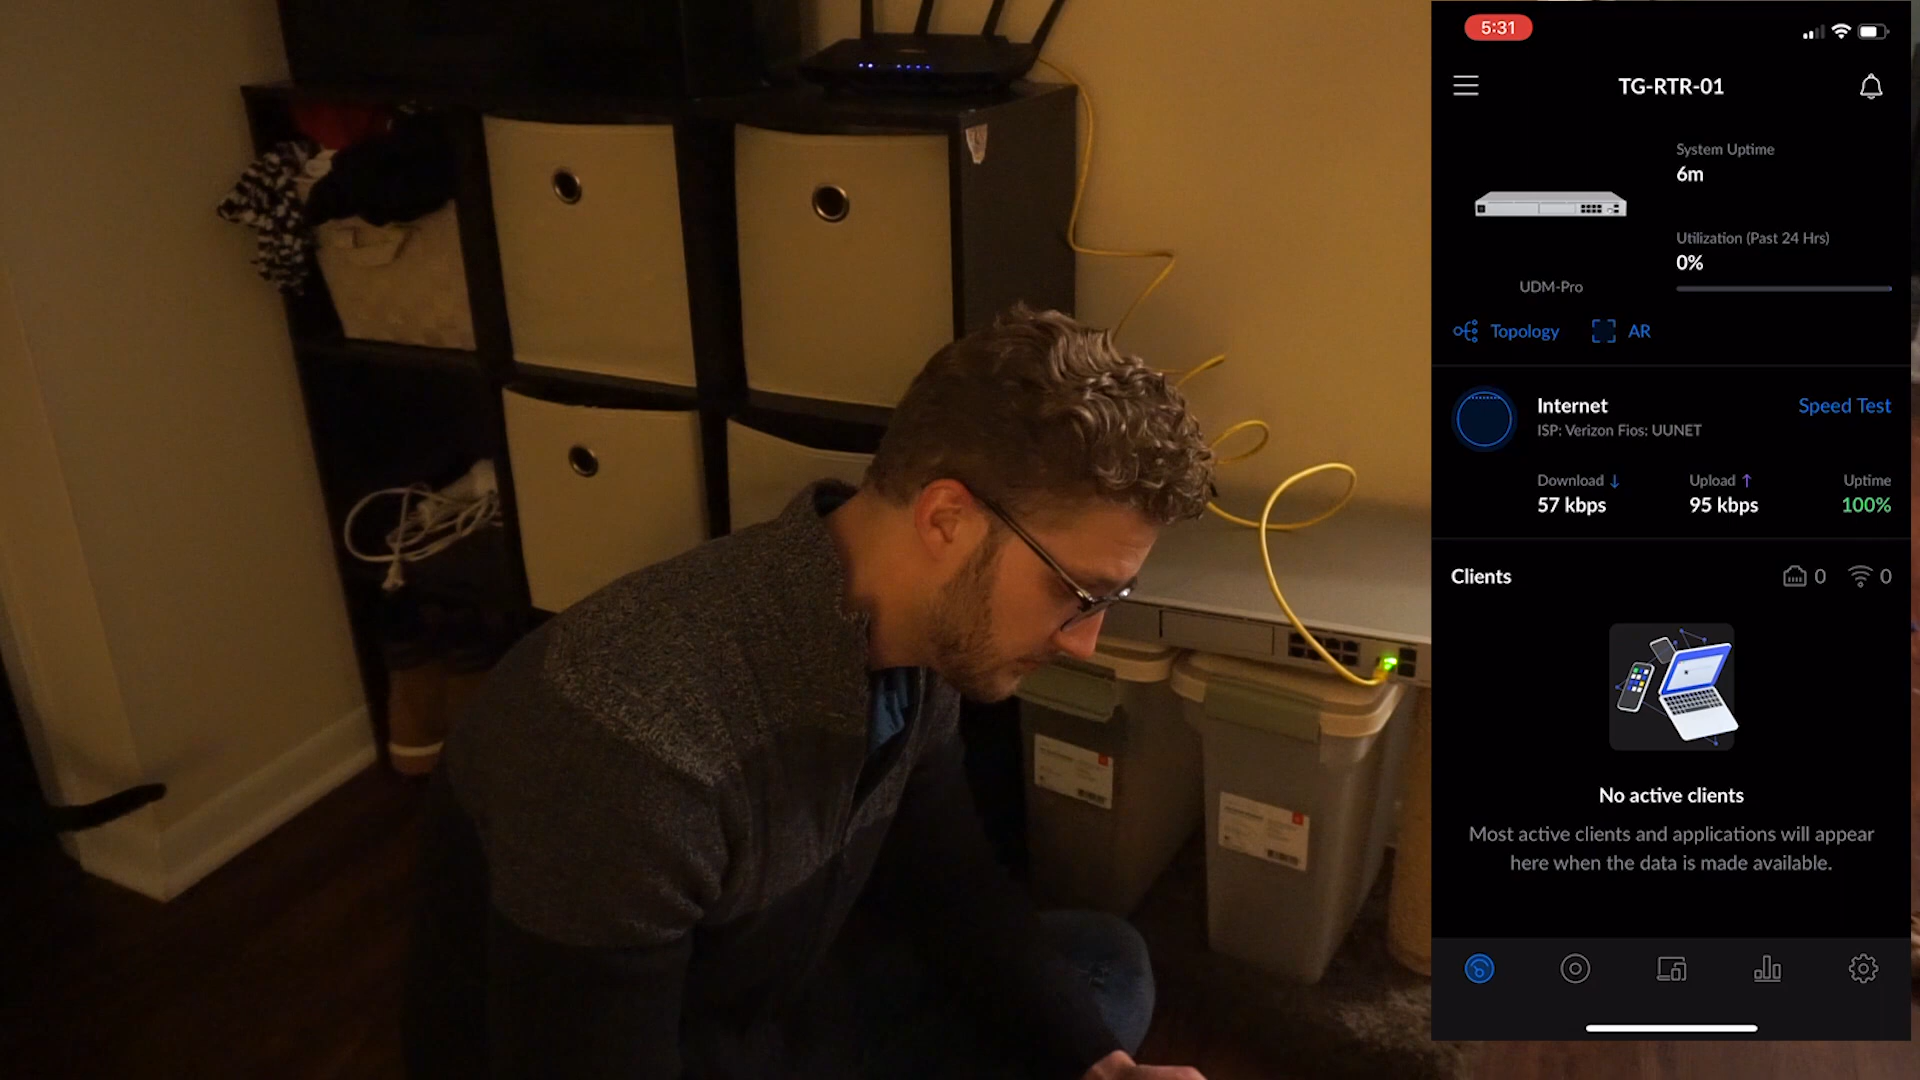 5:31
TG-RTR-01
System Uptime
6m
Utilization (Past 24 Hrs)
0%
UDM-Pro
Topology
AR
Internet
Speed Test
ISP: Verizon Fios: UUNET
Download ↓
Upload ↑
Uptime
57 kbps
95 kbps
100%
Clients
0
0
No active clients
Most active clients and applications will appear
here when the data is made available.